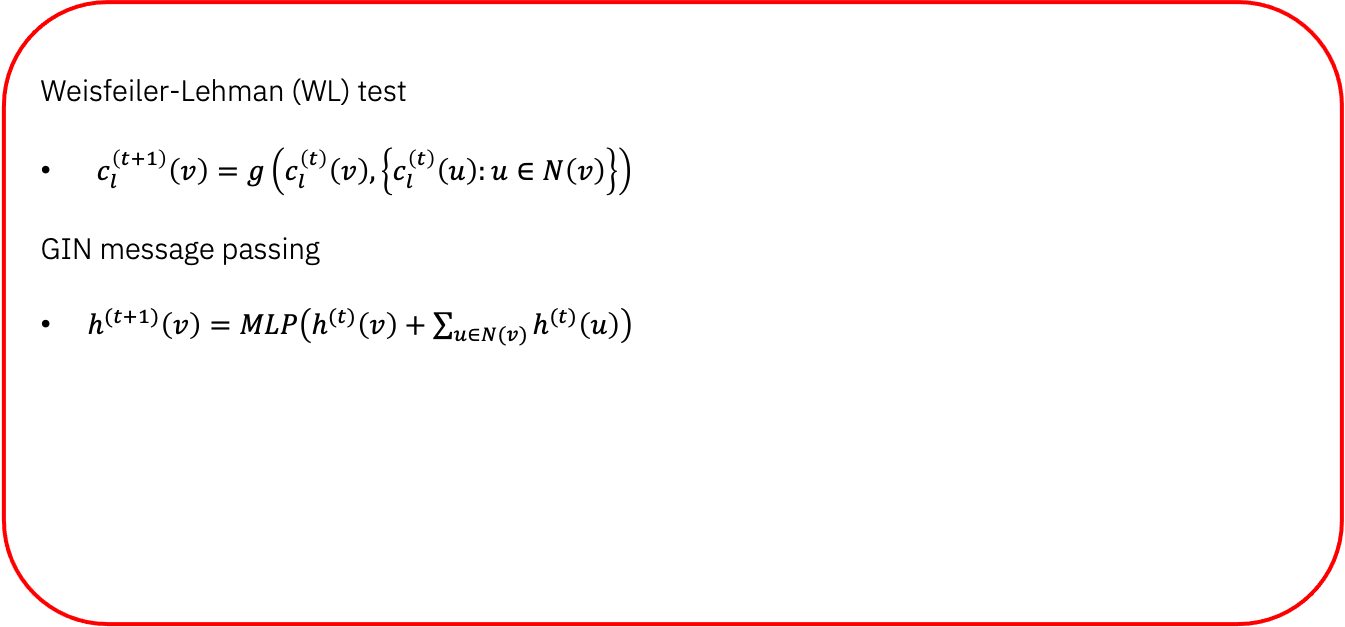 Weisfeiler-Lehman (WL) test
• c_l^{(t+1)}(v) = g(c_l^{(t)}(v), {c_l^{(t)}(u): u ∈ N(v)})
GIN message passing
• h^{(t+1)}(v) = MLP(h^{(t)}(v) + ∑_{u∈N(v)} h^{(t)}(u))